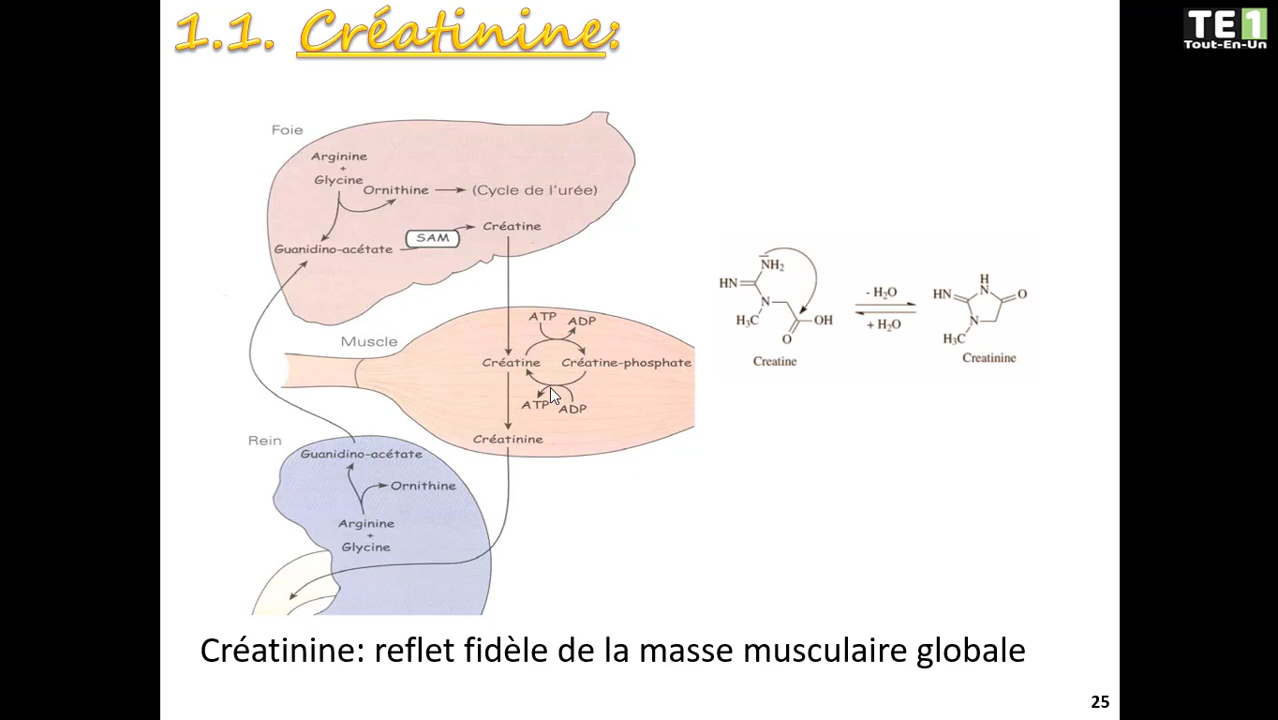 1.1. Créatinine:
TE1
Tout-En-Un
Foie
Arginine
+
Glycine
Ornithine
(Cycle de l'urée)
Guanidino-acétate
SAM
Créatine
Muscle
ATP
ADP
Créatine
Créatine-phosphate
ATP
ADP
Créatinine
Rein
Guanidino-acétate
Ornithine
Arginine
+
Glycine
NH₂
HN
N
H₃C
OH
O
Creatine
- H₂O
+ H₂O
H
N
HN
O
N
H₃C
Creatinine
Créatinine: reflet fidèle de la masse musculaire globale
25